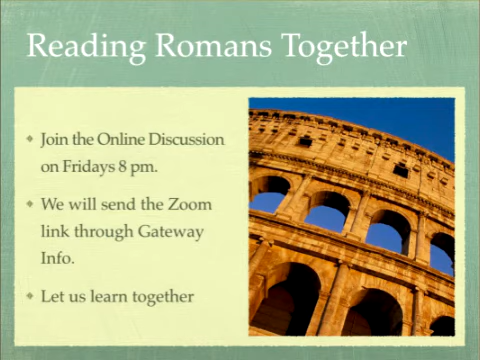 Reading Romans Together
Join the Online Discussion
on Fridays 8 pm.
We will send the Zoom
link through Gateway
Info.
Let us learn together